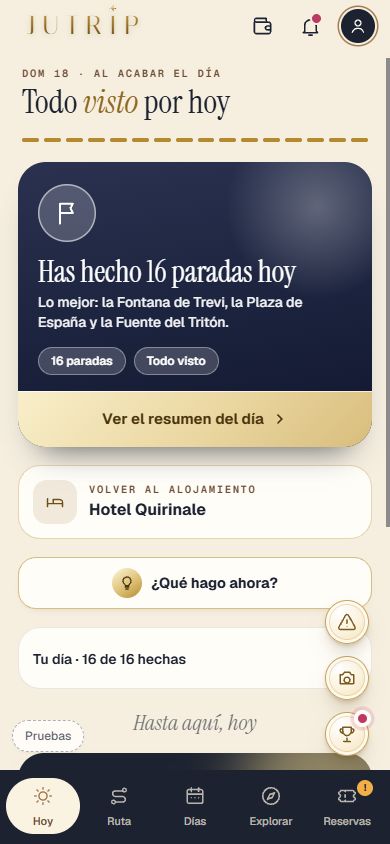 JUTRIP
DOM 18 · AL ACABAR EL DÍA
Todo visto por hoy
Has hecho 16 paradas hoy
Lo mejor: la Fontana de Trevi, la Plaza de
España y la Fuente del Tritón.
16 paradas
Todo visto
Ver el resumen del día
VOLVER AL ALOJAMIENTO
Hotel Quirinale
¿Qué hago ahora?
Tu día · 16 de 16 hechas
Hasta aquí, hoy
Pruebas
!
Hoy
Ruta
Días
Explorar
Reservas